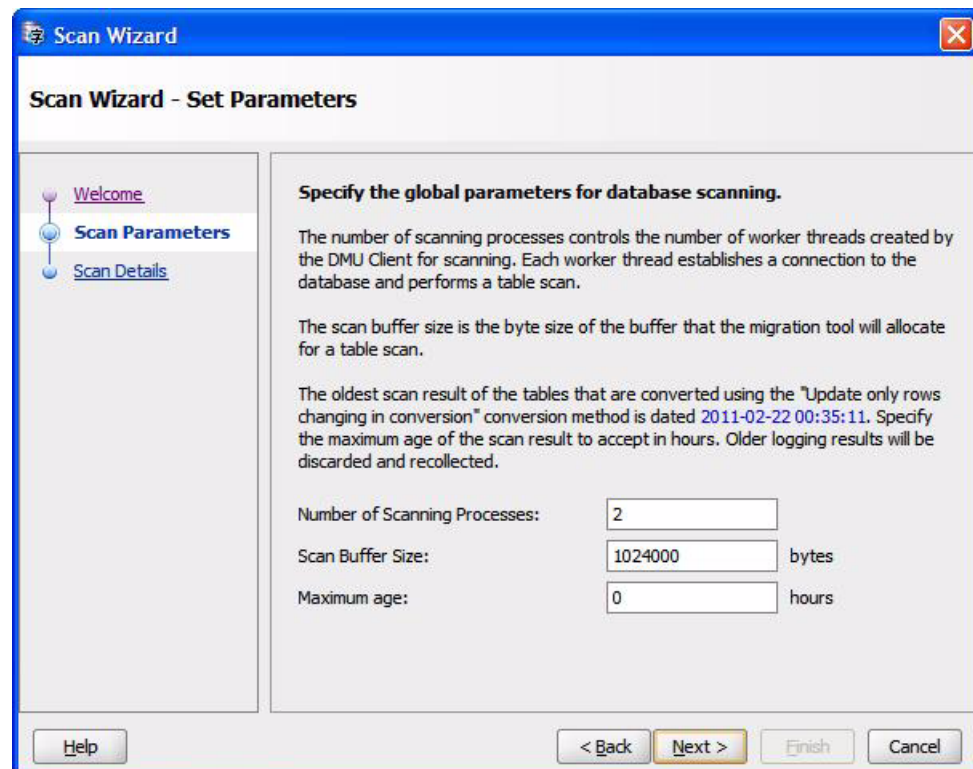 Scan Wizard
Scan Wizard - Set Parameters
Welcome
Scan Parameters
Scan Details
Specify the global parameters for database scanning.
The number of scanning processes controls the number of worker threads created by
the DMU Client for scanning. Each worker thread establishes a connection to the
database and performs a table scan.
The scan buffer size is the byte size of the buffer that the migration tool will allocate
for a table scan.
The oldest scan result of the tables that are converted using the "Update only rows
changing in conversion" conversion method is dated 2011-02-22 00:35:11. Specify
the maximum age of the scan result to accept in hours. Older logging results will be
discarded and recollected.
Number of Scanning Processes: 2
Scan Buffer Size: 1024000 bytes
Maximum age: 0 hours
Help < Back Next > Finish Cancel